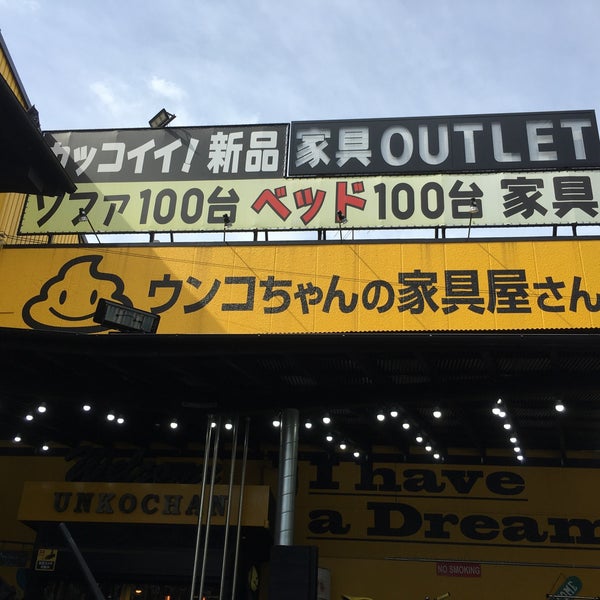 カッコイイ!新品
家具OUTLET
ソファ100台 ベッド100台 家具
ウンコちゃんの家具屋さん
Welcome
UNKOCHAN
"I have
a Dream
NO SMOKING